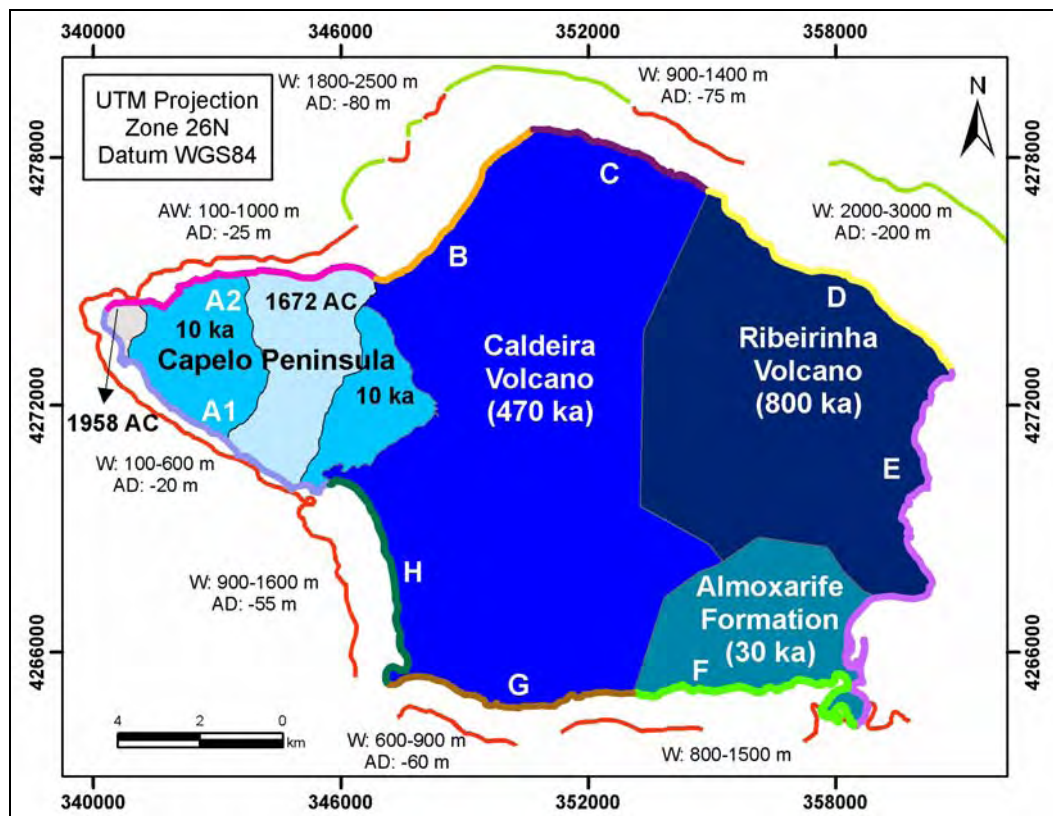 340000
346000
352000
358000
UTM Projection
Zone 26N
Datum WGS84
W: 1800-2500 m
AD: -80 m
W: 900-1400 m
AD: -75 m
N
4278000
4278000
C
AW: 100-1000 m
AD: -25 m
W: 2000-3000 m
AD: -200 m
B
A2
1672 AC
D
10 ka
Capelo Peninsula
Caldeira
Volcano
(470 ka)
Ribeirinha
Volcano
(800 ka)
10 ka
4272000
4272000
A1
1958 AC
W: 100-600 m
AD: -20 m
E
W: 900-1600 m
AD: -55 m
H
Almoxarife
Formation
(30 ka)
4266000
4266000
F
G
4
2
0
km
W: 600-900 m
AD: -60 m
W: 800-1500 m
340000
346000
352000
358000